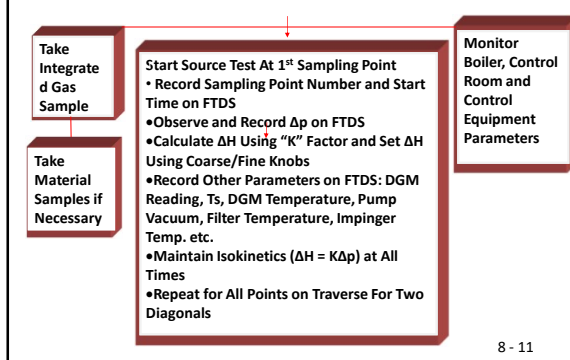 Take
Integrate
d Gas
Sample
Take
Material
Samples if
Necessary
Start Source Test At 1st Sampling Point
• Record Sampling Point Number and Start
Time on FTDS
•Observe and Record Δp on FTDS
•Calculate ΔH Using “K” Factor and Set ΔH
Using Coarse/Fine Knobs
•Record Other Parameters on FTDS: DGM
Reading, Ts, DGM Temperature, Pump
Vacuum, Filter Temperature, Impinger
Temp. etc.
•Maintain Isokinetics (ΔH = KΔp) at All
Times
•Repeat for All Points on Traverse For Two
Diagonals
Monitor
Boiler, Control
Room and
Control
Equipment
Parameters
8 - 11